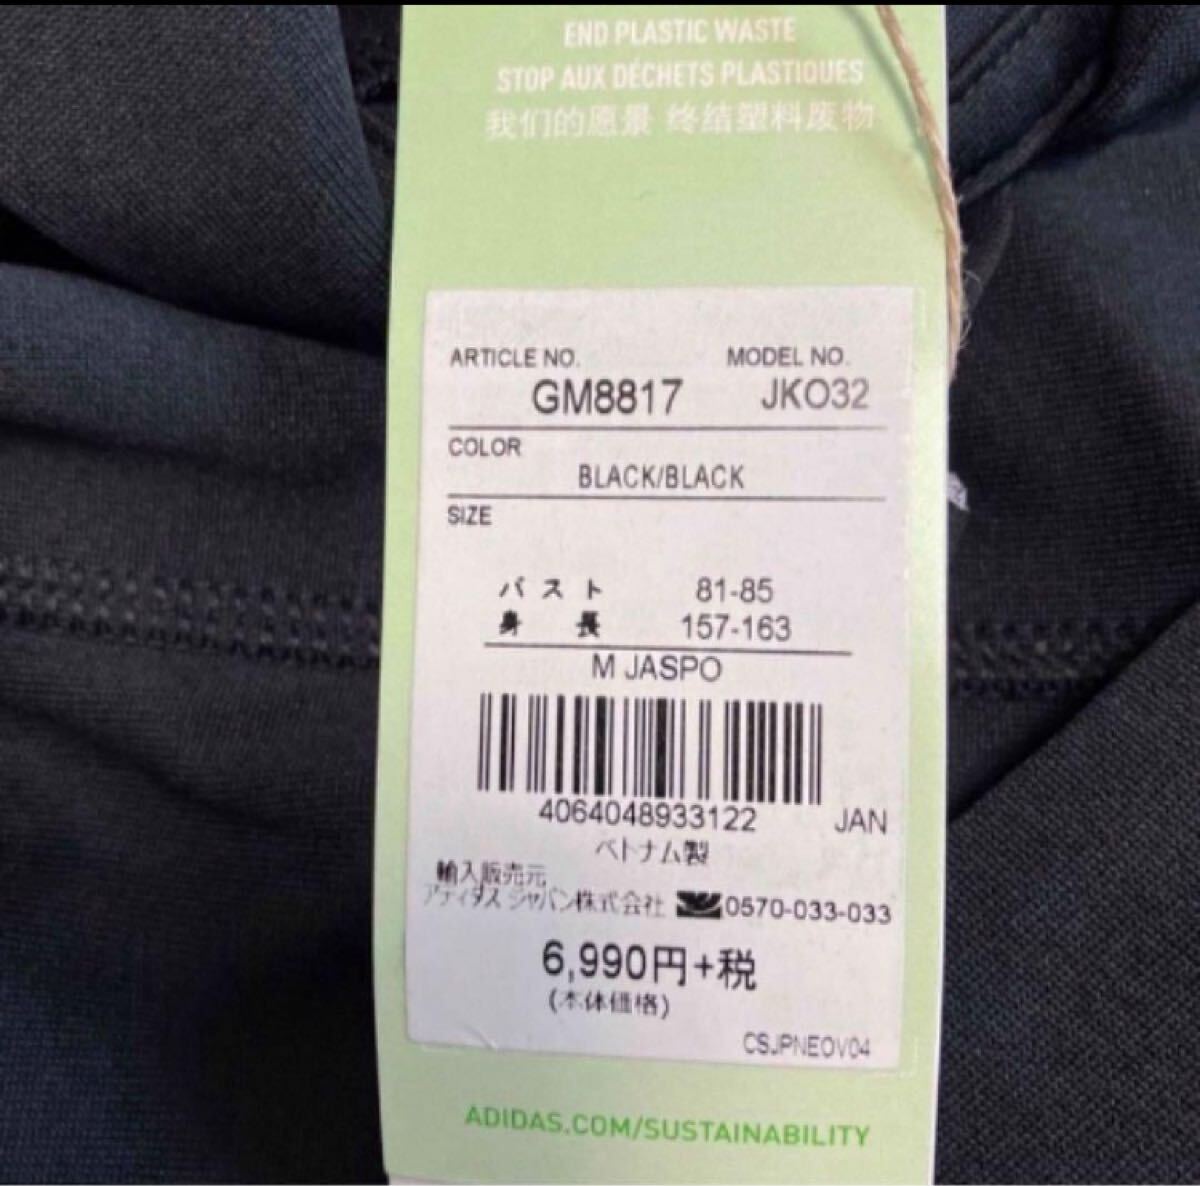 END PLASTIC WASTE
STOP AUX DÉCHETS PLASTIQUES
我们的愿景 终结塑料废物
ARTICLE NO. MODEL NO.
GM8817 JKO32
COLOR
BLACK/BLACK
SIZE
バスト 81-85
身長 157-163
M JASPO
4064048933122 JAN
ベトナム製
輸入販売元
アディダス ジャパン株式会社 0570-033-033
6,990円+税
(本体価格)
CSJPNEOV04
ADIDAS.COM/SUSTAINABILITY